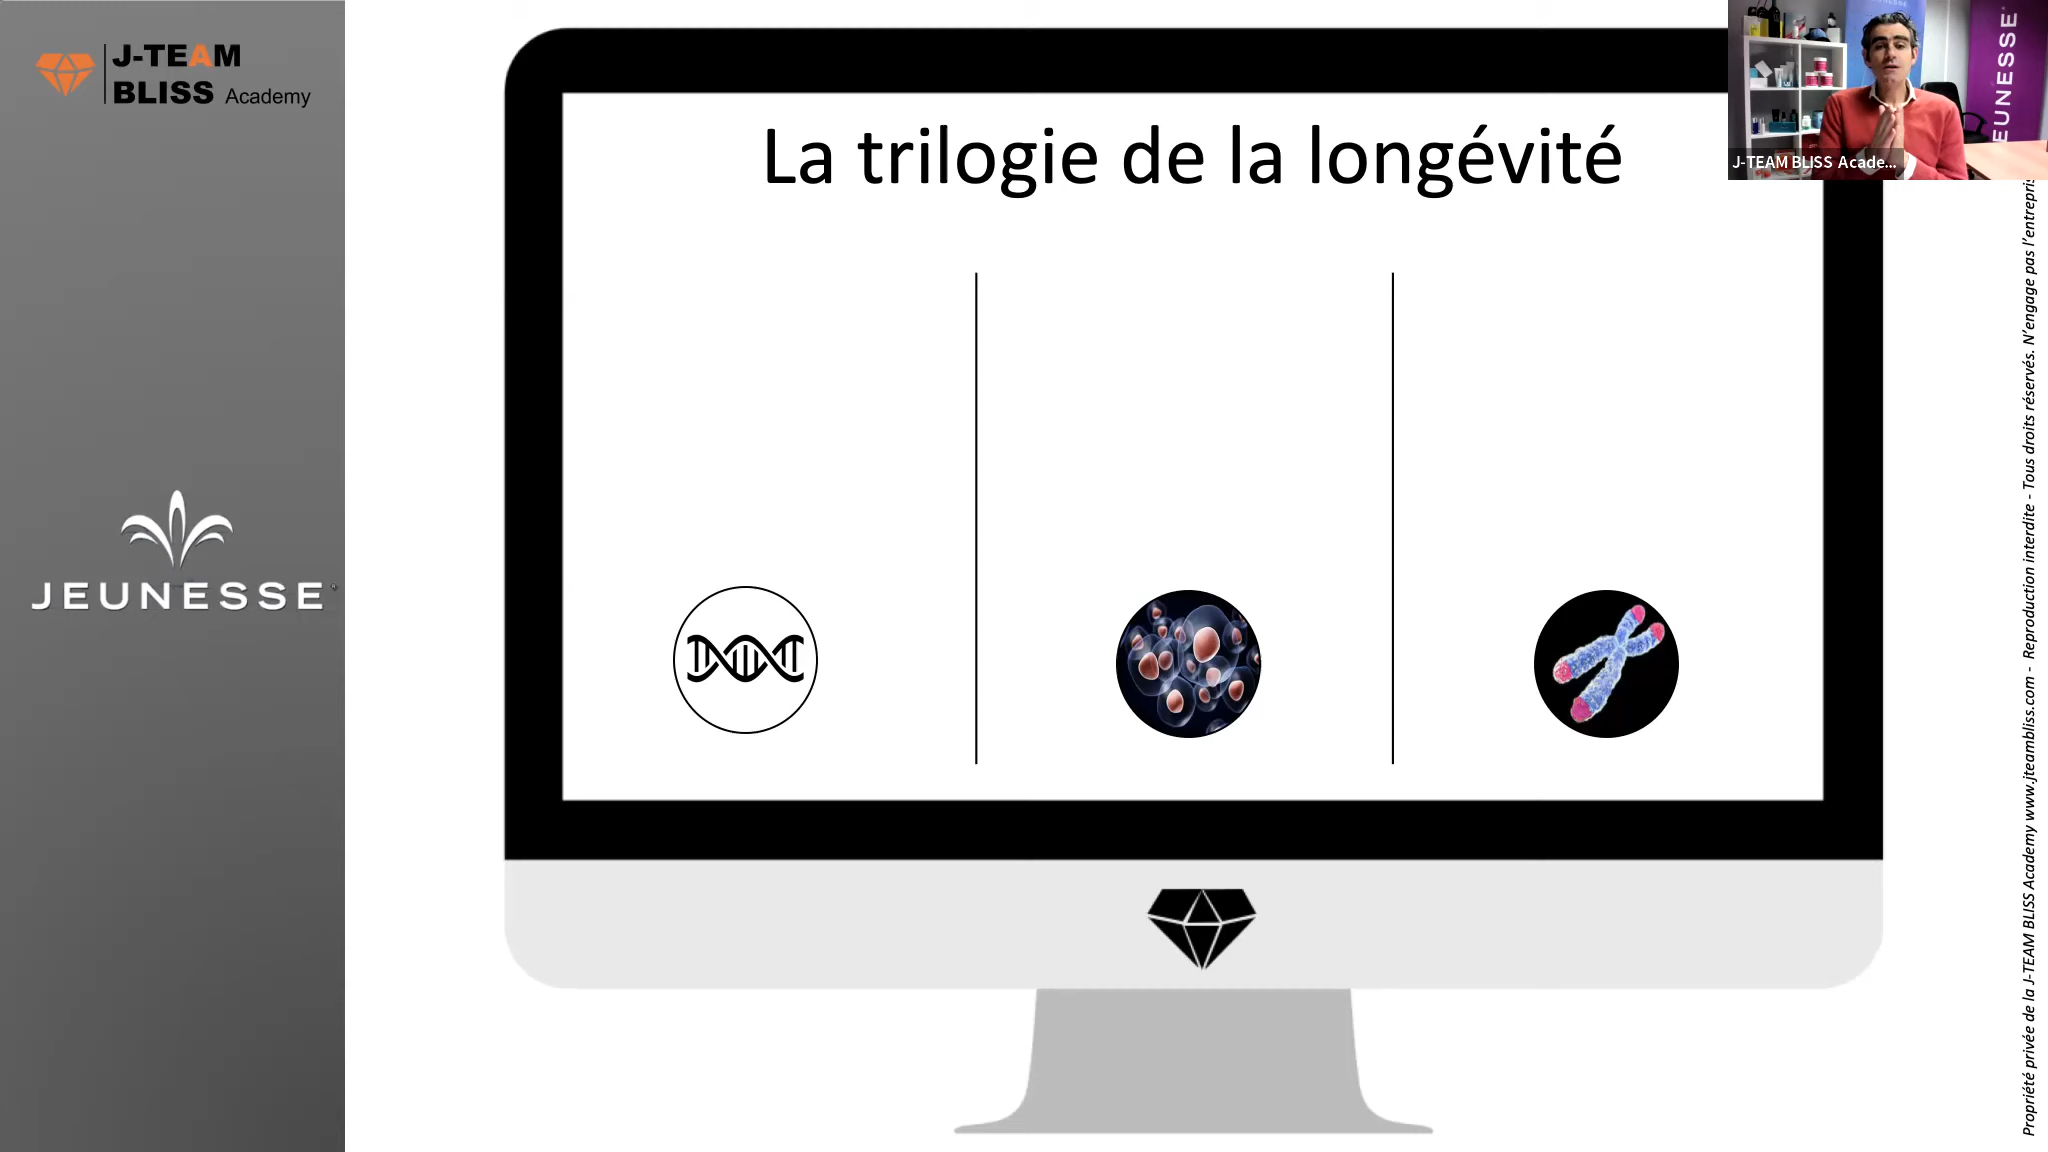 J-TEAM
BLISS Academy
JEUNESSE
La trilogie de la longévité
J-TEAM BLISS Acade...
EUNESSE
Propriété privée de la J-TEAM BLISS Academy www.jteambliss.com - Reproduction interdite - Tous droits réservés. N'engage pas l'entrepris